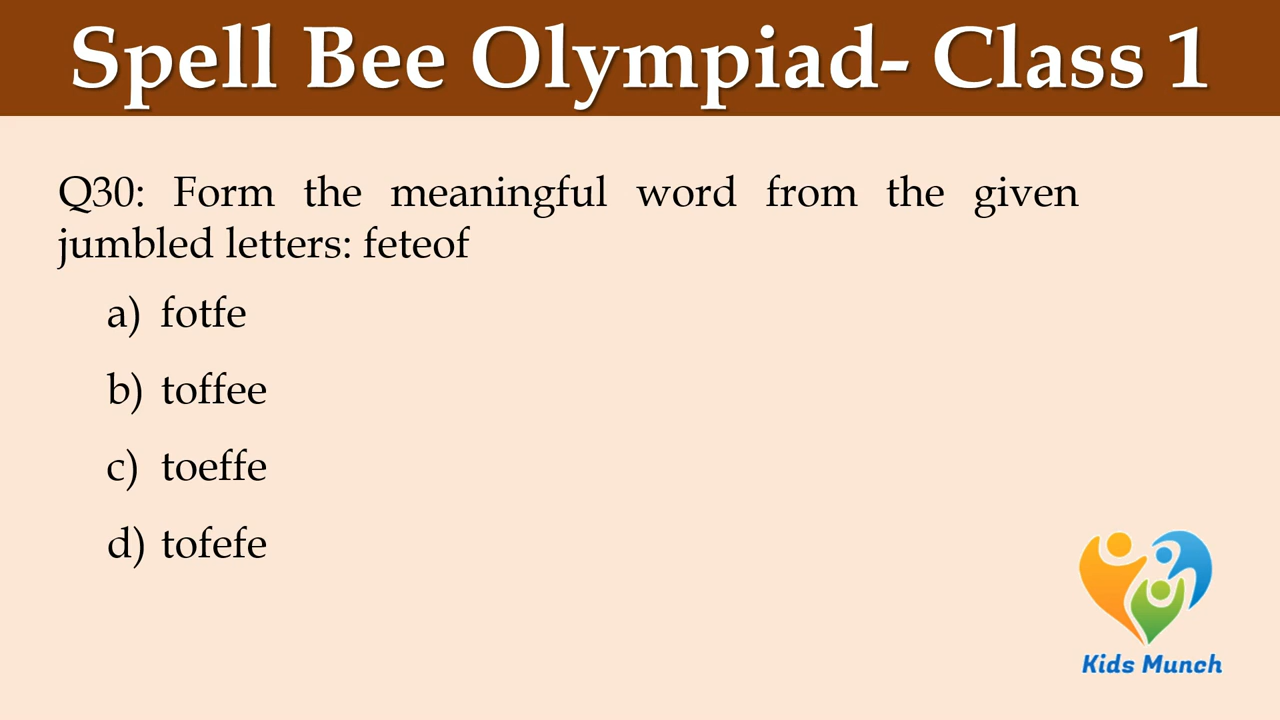 Spell Bee Olympiad- Class 1
Q30: Form the meaningful word from the given
jumbled letters: feteof
a) fotfe
b) toffee
c) toeffe
d) tofefe
Kids Munch